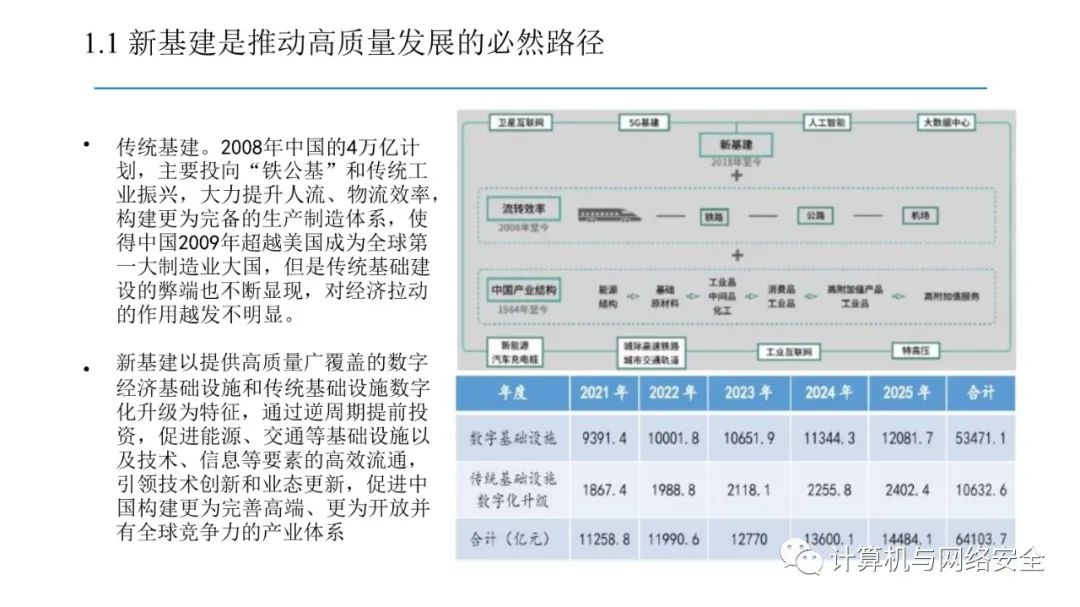 1.1 新基建是推动高质量发展的必然路径
• 传统基建。2008年中国的4万亿计
划，主要投向“铁公基”和传统工
业振兴，大力提升人流、物流效率，
构建更为完备的生产制造体系，使
得中国2009年超越美国成为全球第
一大制造业大国，但是传统基础建
设的弊端也不断显现，对经济拉动
的作用越发不明显。
• 新基建以提供高质量广覆盖的数字
经济基础设施和传统基础设施数字
化升级为特征，通过逆周期提前投
资，促进能源、交通等基础设施以
及技术、信息等要素的高效流通，
引领技术创新和业态更新，促进中
国构建更为完善高端、更为开放并
有全球竞争力的产业体系
卫星互联网 5G基建 人工智能 大数据中心
新基建
2018年至今
+
流转效率 铁路 公路 机场
2008年至今
+
中国产业结构
1984年至今
能源
结构
基础
原材料
工业品
中间品
化工
消费品
工业品
高附加值产品
工业品
高附加值服务
新能源
汽车充电桩
城际高速铁路
城市交通轨道
工业互联网
特高压
年度 2021 年 2022 年 2023 年 2024 年 2025 年 合计
数字基础设施 9391.4 10001.8 10651.9 11344.3 12081.7 53471.1
传统基础设施
数字化升级 1867.4 1988.8 2118.1 2255.8 2402.4 10632.6
合计（亿元） 11258.8 11990.6 12770 13600.1 14484.1 64103.7
计算机与网络安全